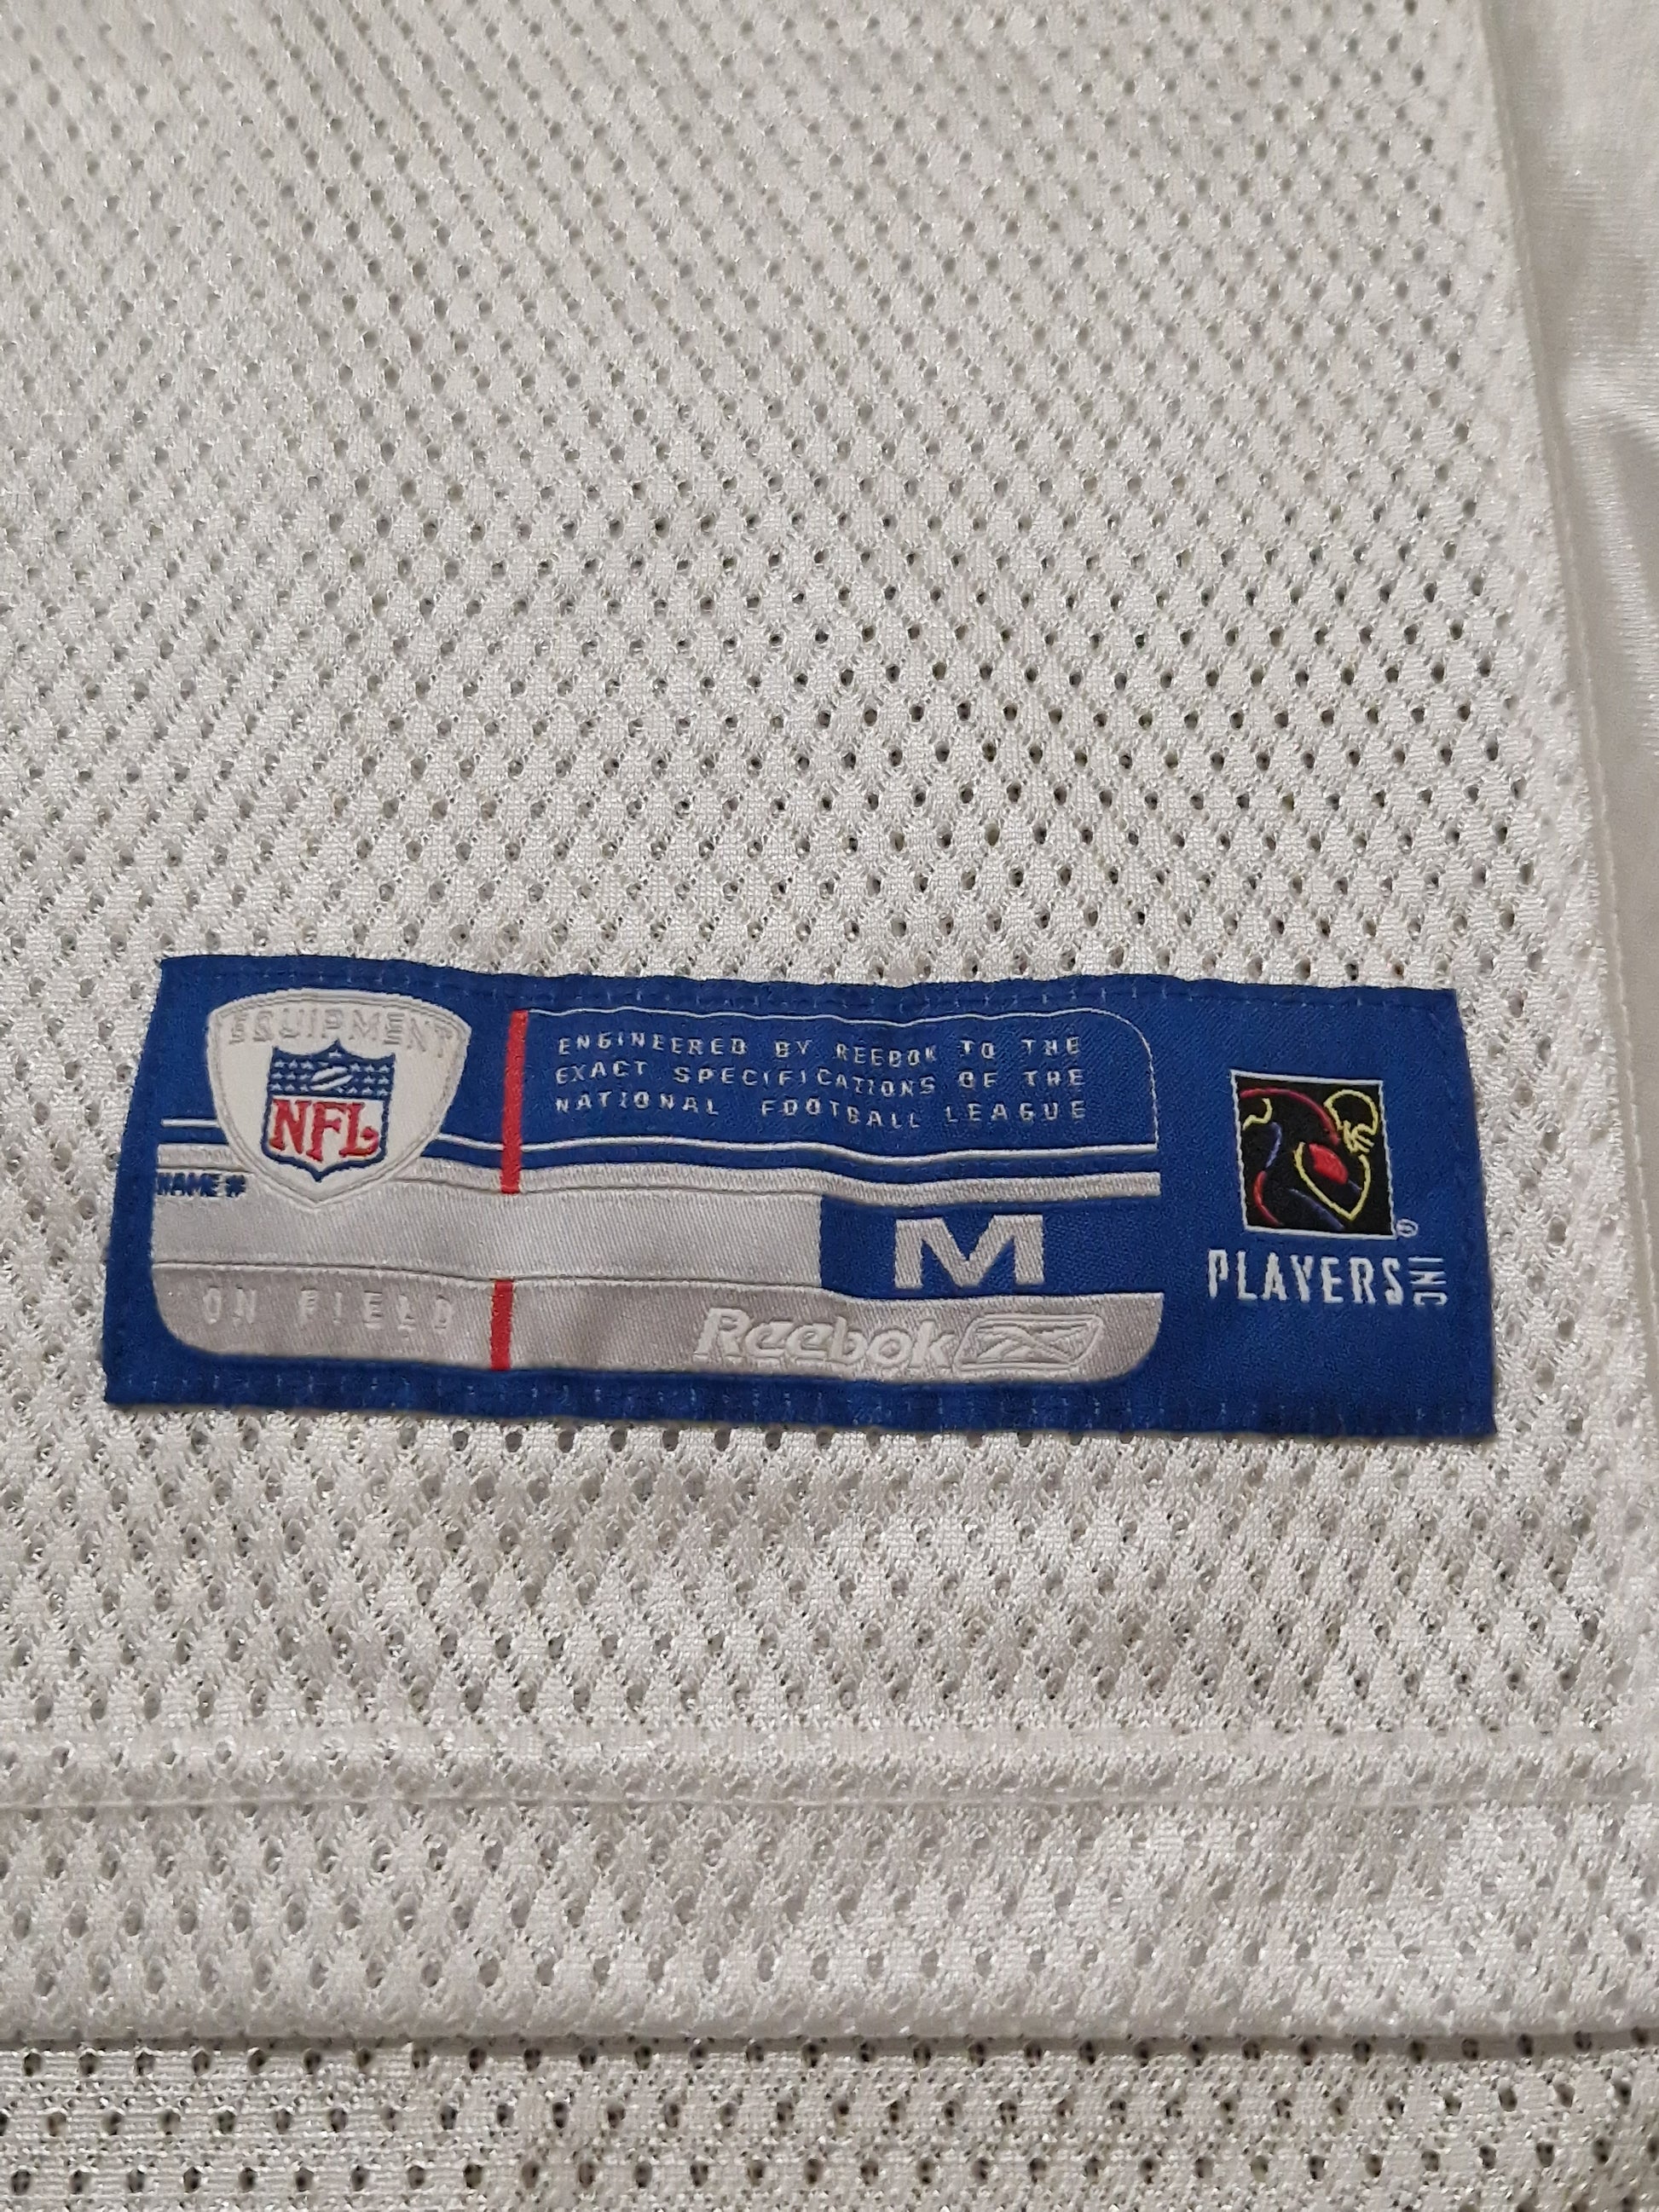 EQUIPMENT
NFL
ENGINEERED BY REEBOK TO THE
EXACT SPECIFICATIONS OF THE
NATIONAL FOOTBALL LEAGUE
NAME #
M
ON FIELD
Reebok
PLAYERS INC
®